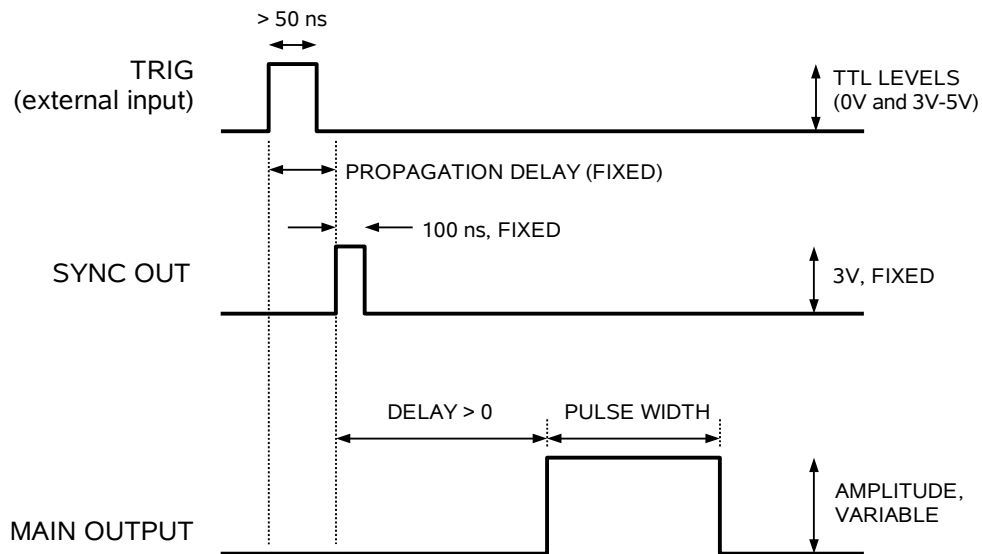 > 50 ns
TRIG
(external input)
TTL LEVELS
(0V and 3V-5V)
PROPAGATION DELAY (FIXED)
100 ns, FIXED
SYNC OUT
3V, FIXED
DELAY > 0
PULSE WIDTH
AMPLITUDE,
VARIABLE
MAIN OUTPUT